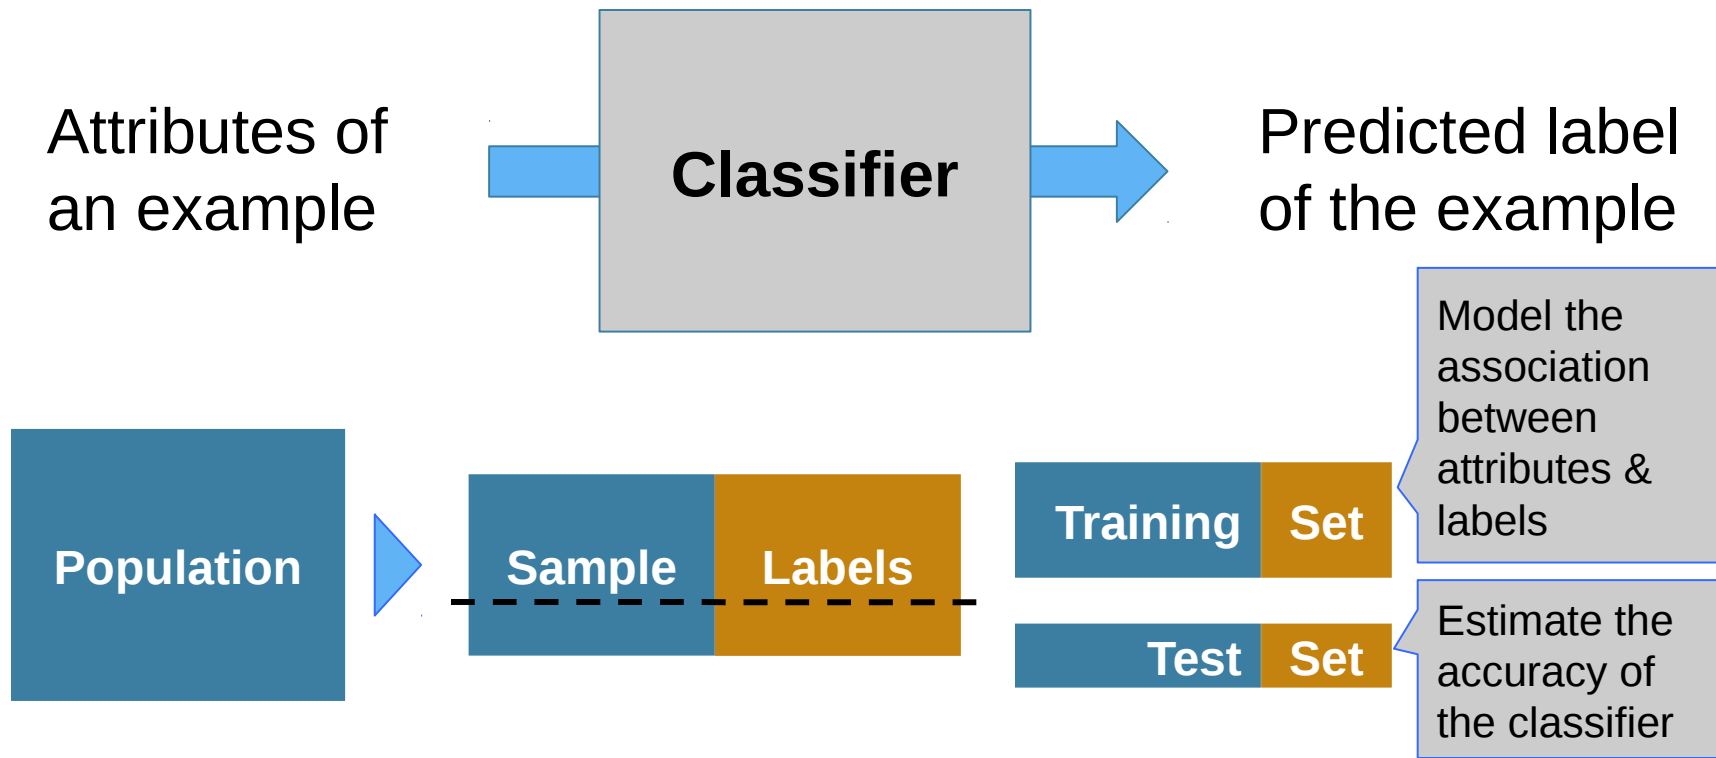 Attributes of
an example
Classifier
Predicted label
of the example
Population
Sample
Labels
Training Set
Test Set
Model the
association
between
attributes &
labels
Estimate the
accuracy of
the classifier